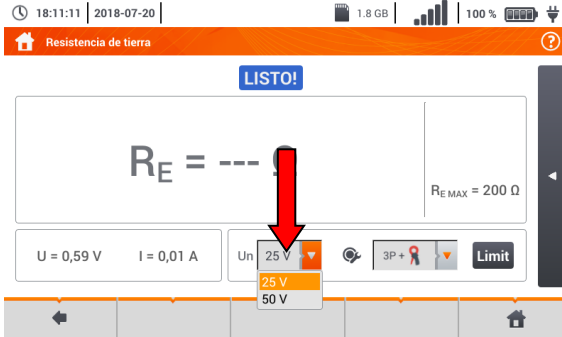 18:11:11 2018-07-20 1.8 GB 100 %
Resistencia de tierra ?
LISTO!
RE = --- Ω
RE MAX = 200 Ω
U = 0,59 V I = 0,01 A Un 25 V 3P + Limit
25 V
50 V